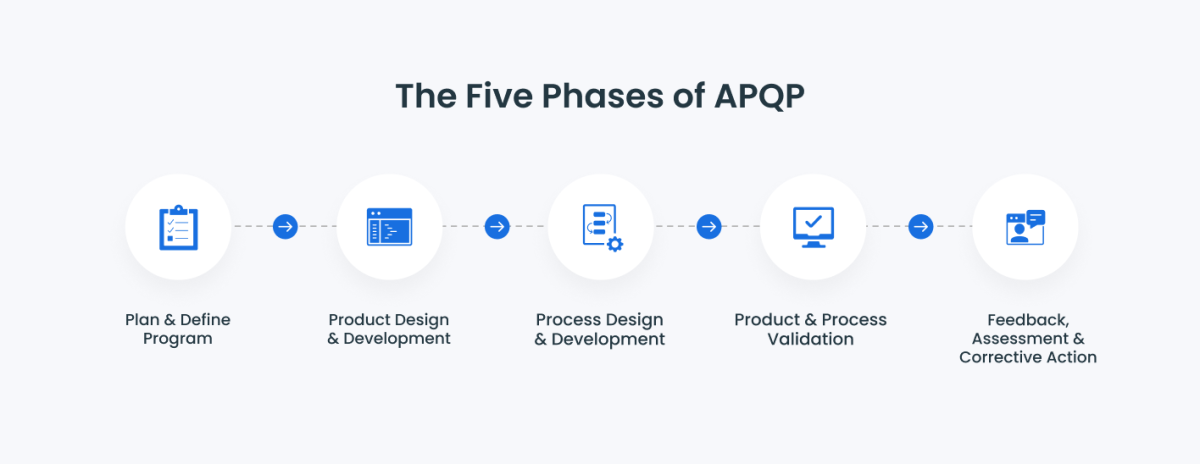 The Five Phases of APQP
Plan & Define
Program
Product Design
& Development
Process Design
& Development
Product & Process
Validation
Feedback,
Assessment &
Corrective Action